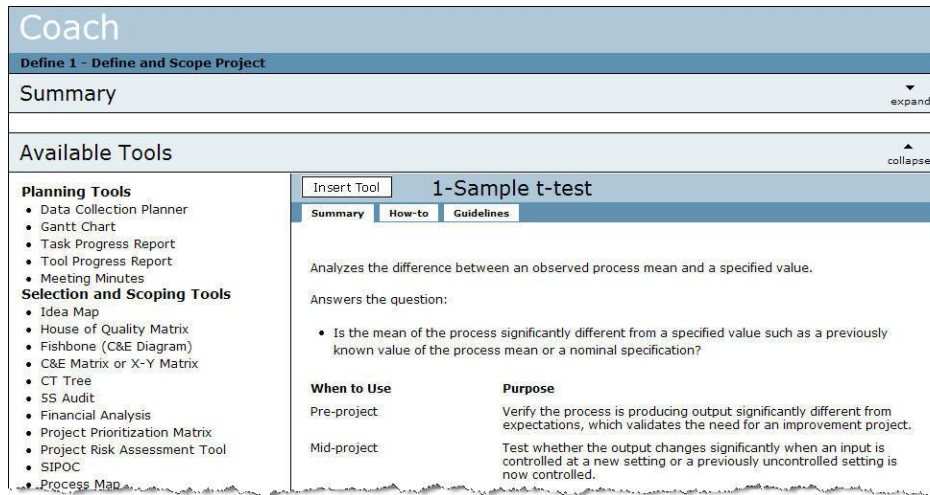 Coach
Define 1 - Define and Scope Project
Summary
expand
Available Tools
collapse
Planning Tools
• Data Collection Planner
• Gantt Chart
• Task Progress Report
• Tool Progress Report
• Meeting Minutes
Selection and Scoping Tools
• Idea Map
• House of Quality Matrix
• Fishbone (C&E Diagram)
• C&E Matrix or X-Y Matrix
• CT Tree
• 5S Audit
• Financial Analysis
• Project Prioritization Matrix
• Project Risk Assessment Tool
• SIPOC
• Process Map
Insert Tool
1-Sample t-test
Summary How-to Guidelines
Analyzes the difference between an observed process mean and a specified value.
Answers the question:
• Is the mean of the process significantly different from a specified value such as a previously
known value of the process mean or a nominal specification?
When to Use Purpose
Pre-project Verify the process is producing output significantly different from
expectations, which validates the need for an improvement project.
Mid-project Test whether the output changes significantly when an input is
controlled at a new setting or a previously uncontrolled setting is
now controlled.